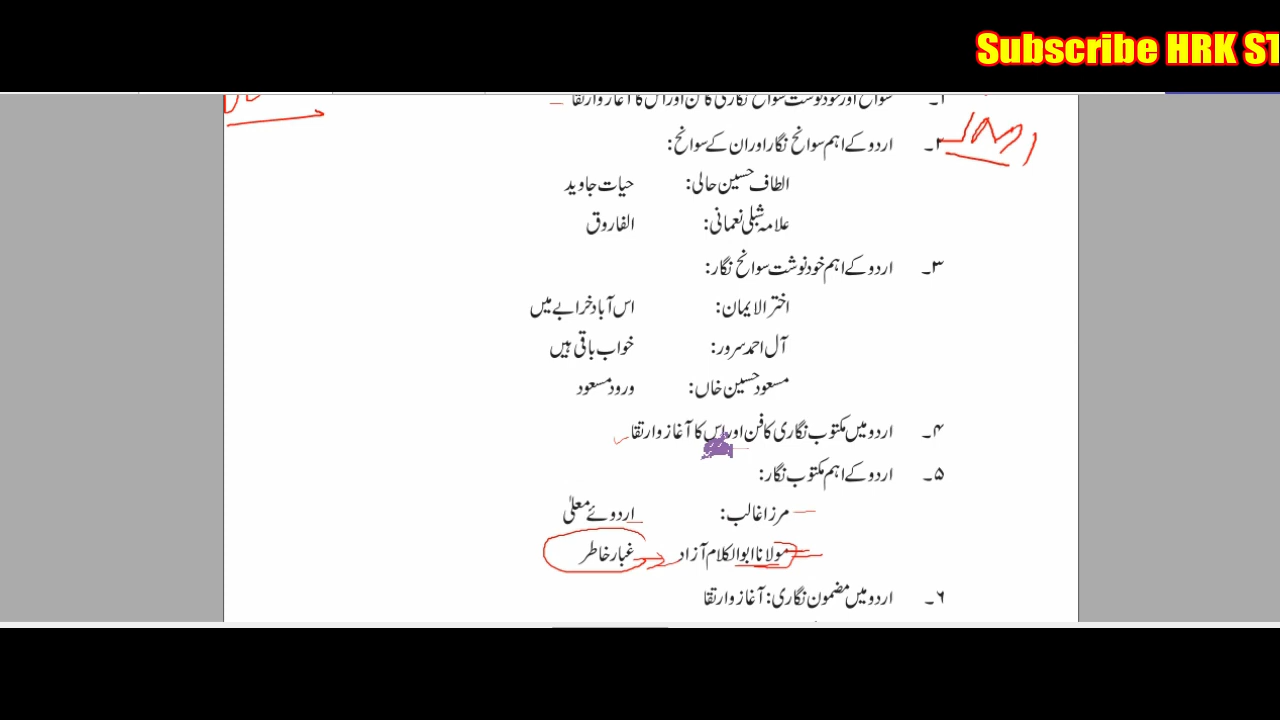 Subscribe HRK ST
۱۔ سوانح اور خودنوشت سوانح نگاری کا فن اور اس کا آغاز و ارتقا
JMI
۲۔ اردو کے اہم سوانح نگار اور ان کے سوانح:
الطاف حسین حالی: حیات جاوید
علامہ شبلی نعمانی: الفاروق
۳۔ اردو کے اہم خودنوشت سوانح نگار:
اختر الایمان: اس آباد خرابے میں
آل احمد سرور: خواب باقی ہیں
مسعود حسین خاں: ورود مسعود
۴۔ اردو میں مکتوب نگاری کا فن اور اس کا آغاز و ارتقا
۵۔ اردو کے اہم مکتوب نگار:
مرزا غالب: اردوئے معلیٰ
مولانا ابوالکلام آزاد غبار خاطر
۶۔ اردو میں مضمون نگاری: آغاز و ارتقا